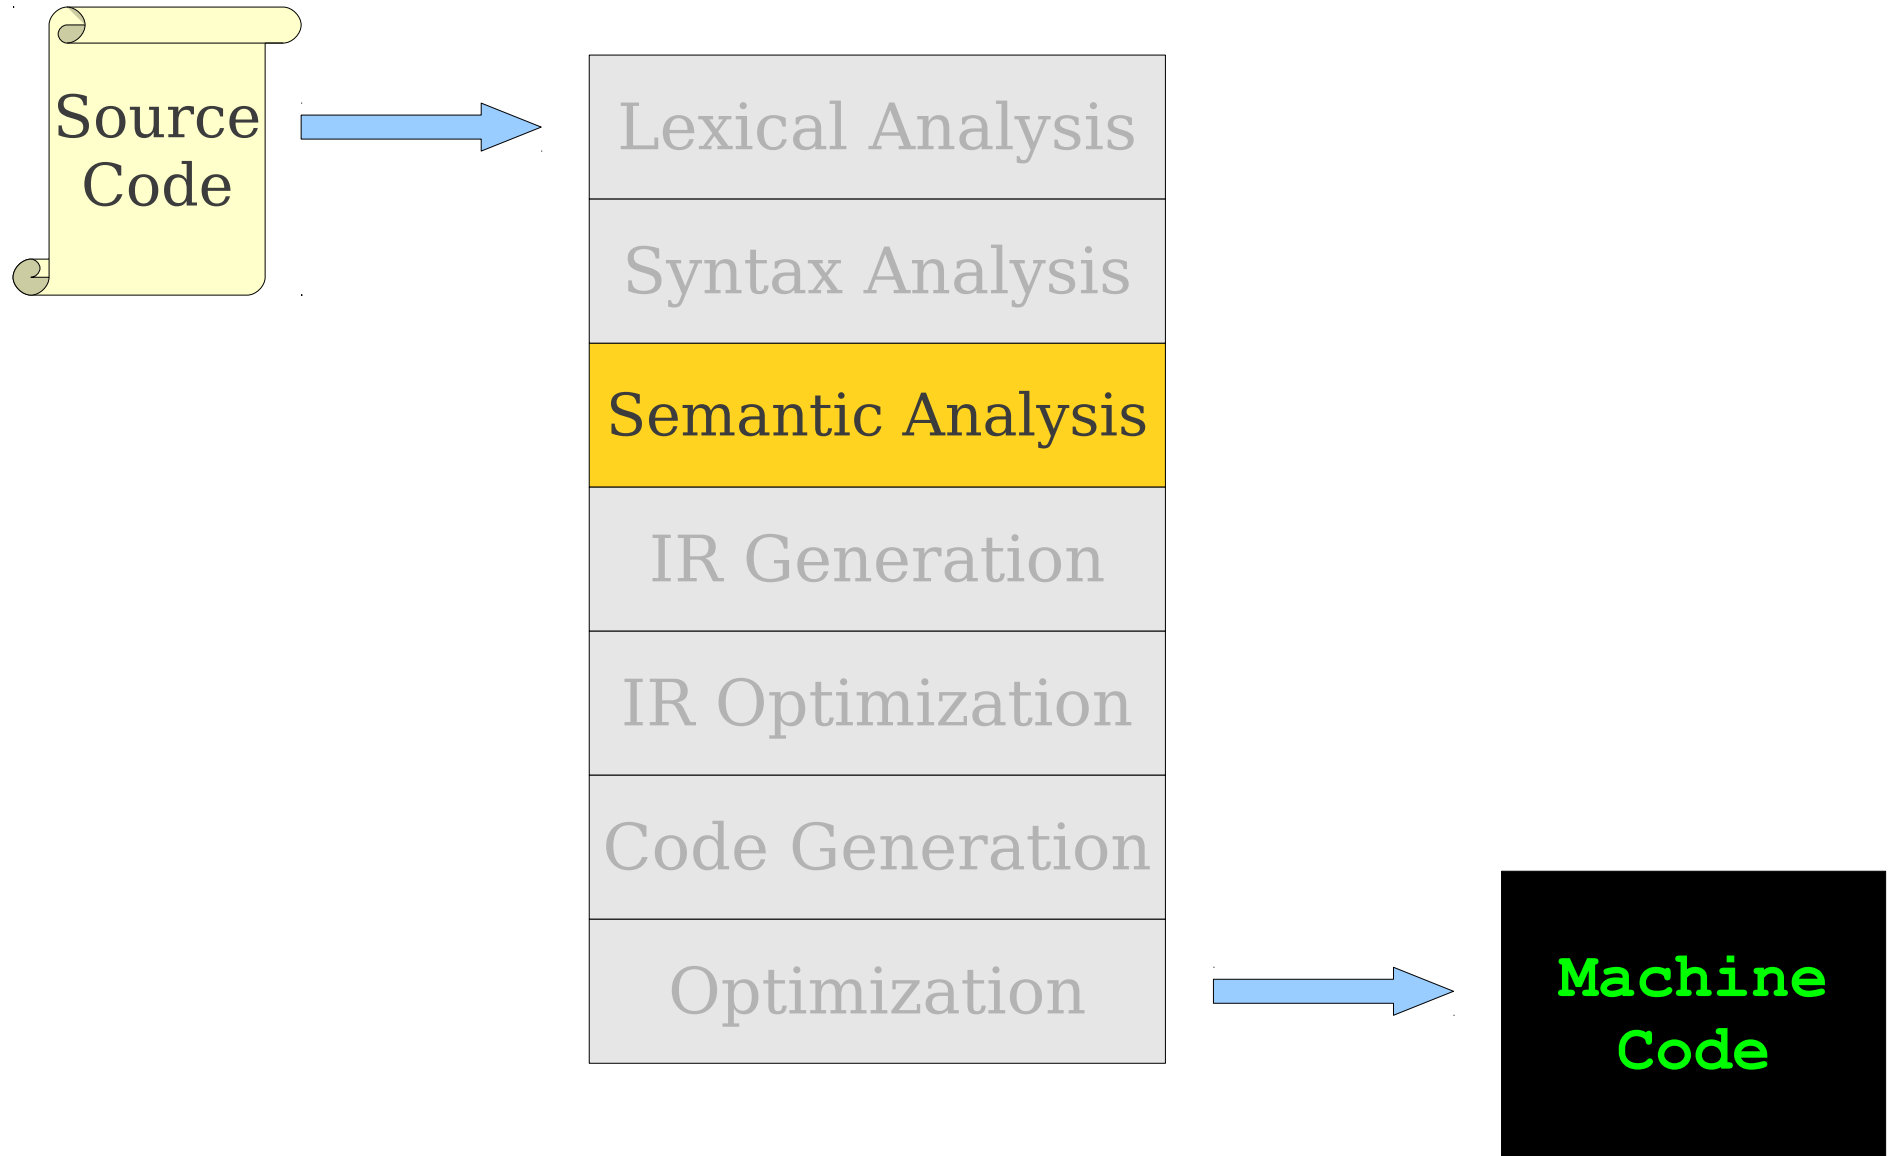 Source
Code
Lexical Analysis
Syntax Analysis
Semantic Analysis
IR Generation
IR Optimization
Code Generation
Optimization
Machine
Code